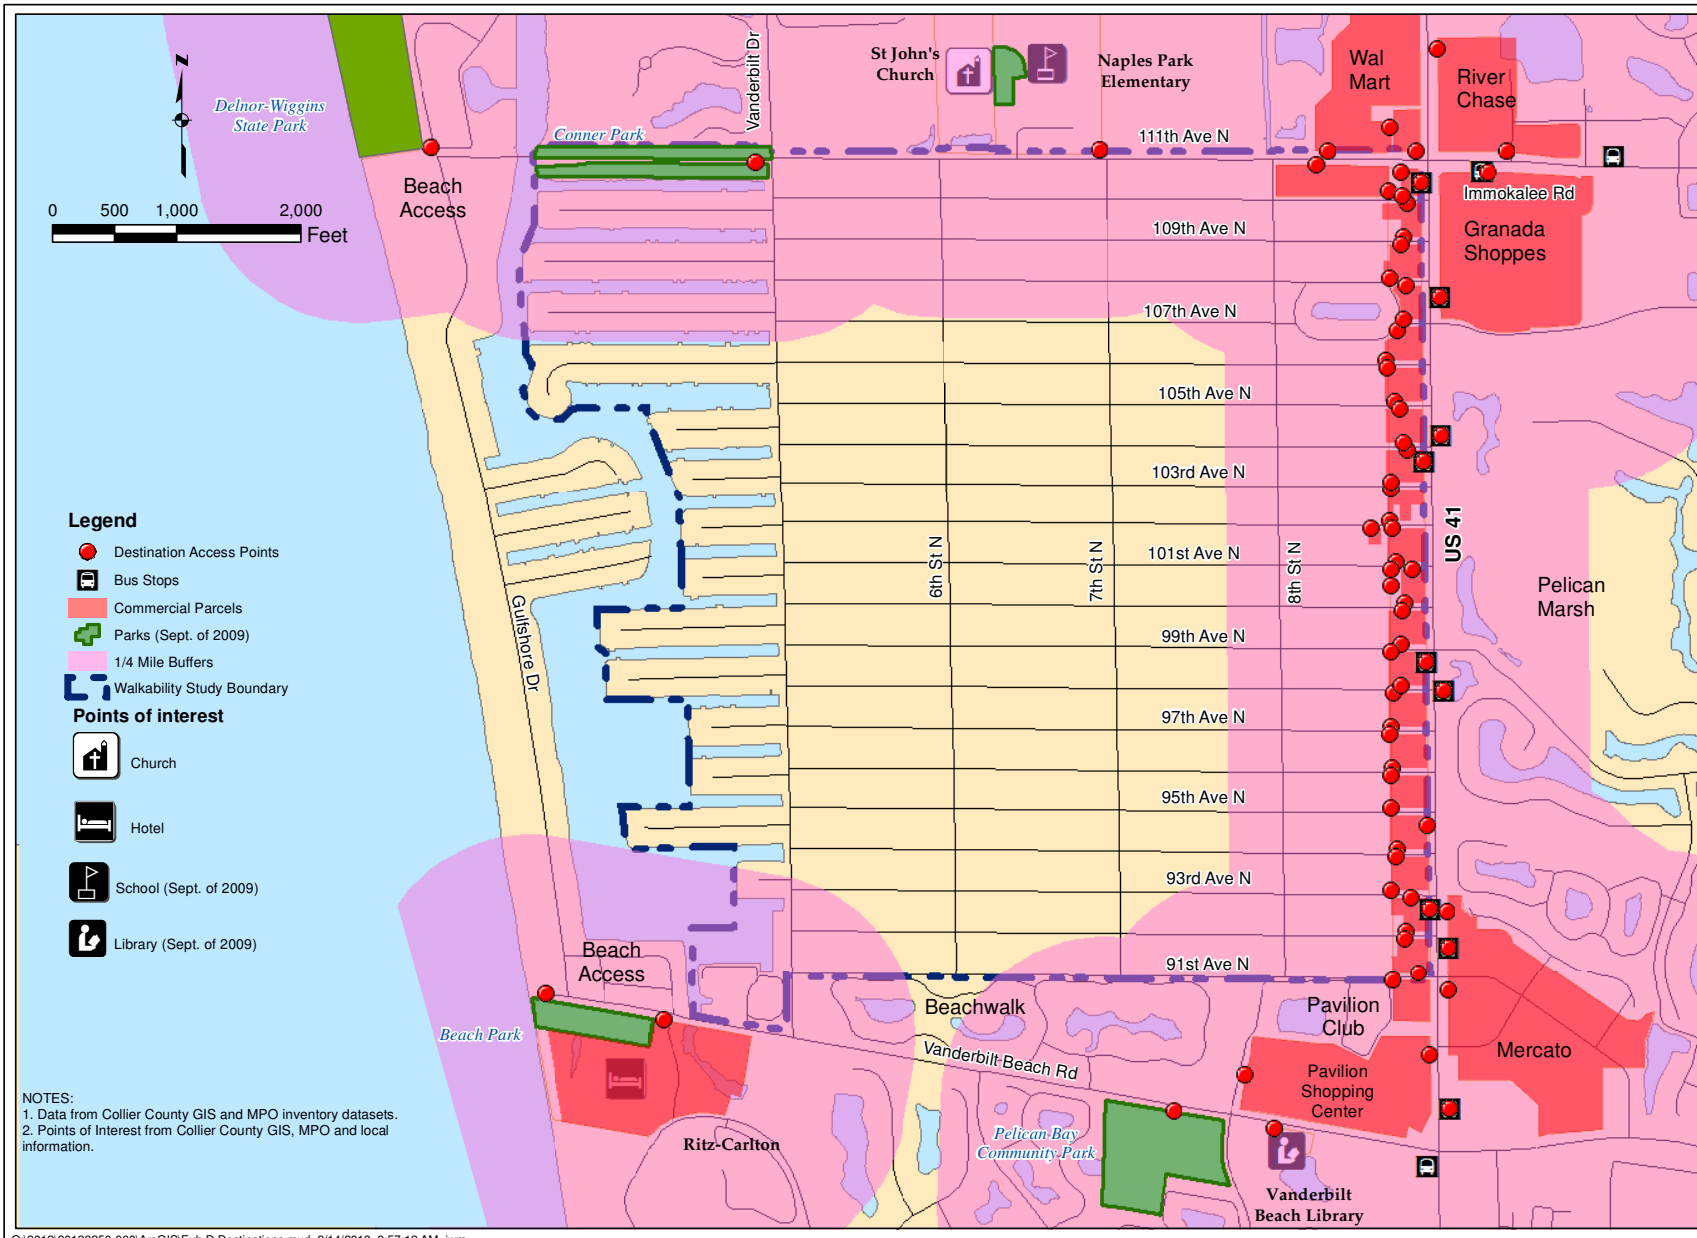 St John's
Church
Naples Park
Elementary
Wal
Mart
River
Chase
Vanderbilt Dr
N
Delnor-Wiggins
State Park
Conner Park
111th Ave N
Beach
Access
Immokalee Rd
0 500 1,000 2,000
Feet
109th Ave N
Granada
Shoppes
107th Ave N
105th Ave N
103rd Ave N
US 41
101st Ave N
6th St N
7th St N
8th St N
Pelican
Marsh
Gulfshore Dr
99th Ave N
97th Ave N
95th Ave N
93rd Ave N
91st Ave N
Legend
Destination Access Points
Bus Stops
Commercial Parcels
Parks (Sept. of 2009)
1/4 Mile Buffers
Walkability Study Boundary
Points of interest
Church
Hotel
School (Sept. of 2009)
Library (Sept. of 2009)
Beach
Access
Beachwalk
Pavilion
Club
Beach Park
Vanderbilt Beach Rd
Mercato
Pavilion
Shopping
Center
Ritz-Carlton
Pelican Bay
Community Park
Vanderbilt
Beach Library
NOTES:
1. Data from Collier County GIS and MPO inventory datasets.
2. Points of Interest from Collier County GIS, MPO and local
information.